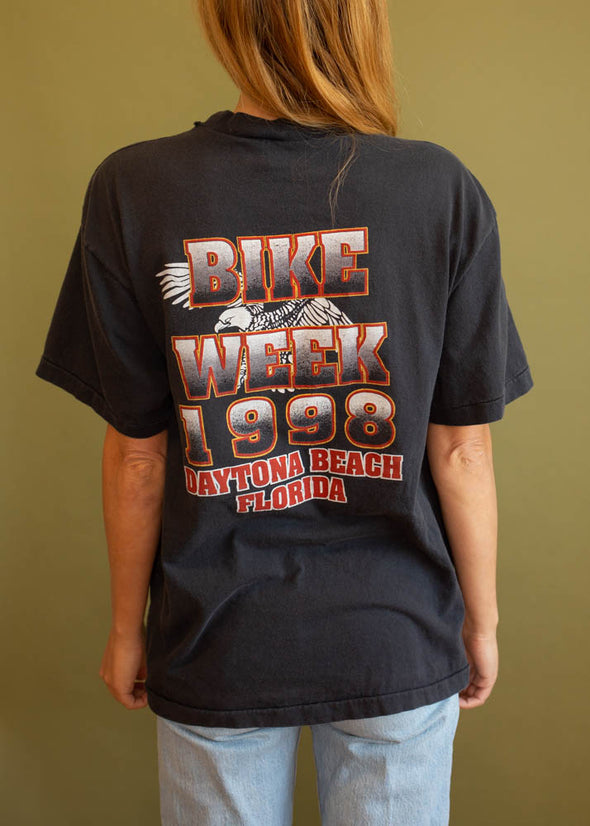 BIKE
WEEK
1998
DAYTONA BEACH
FLORIDA